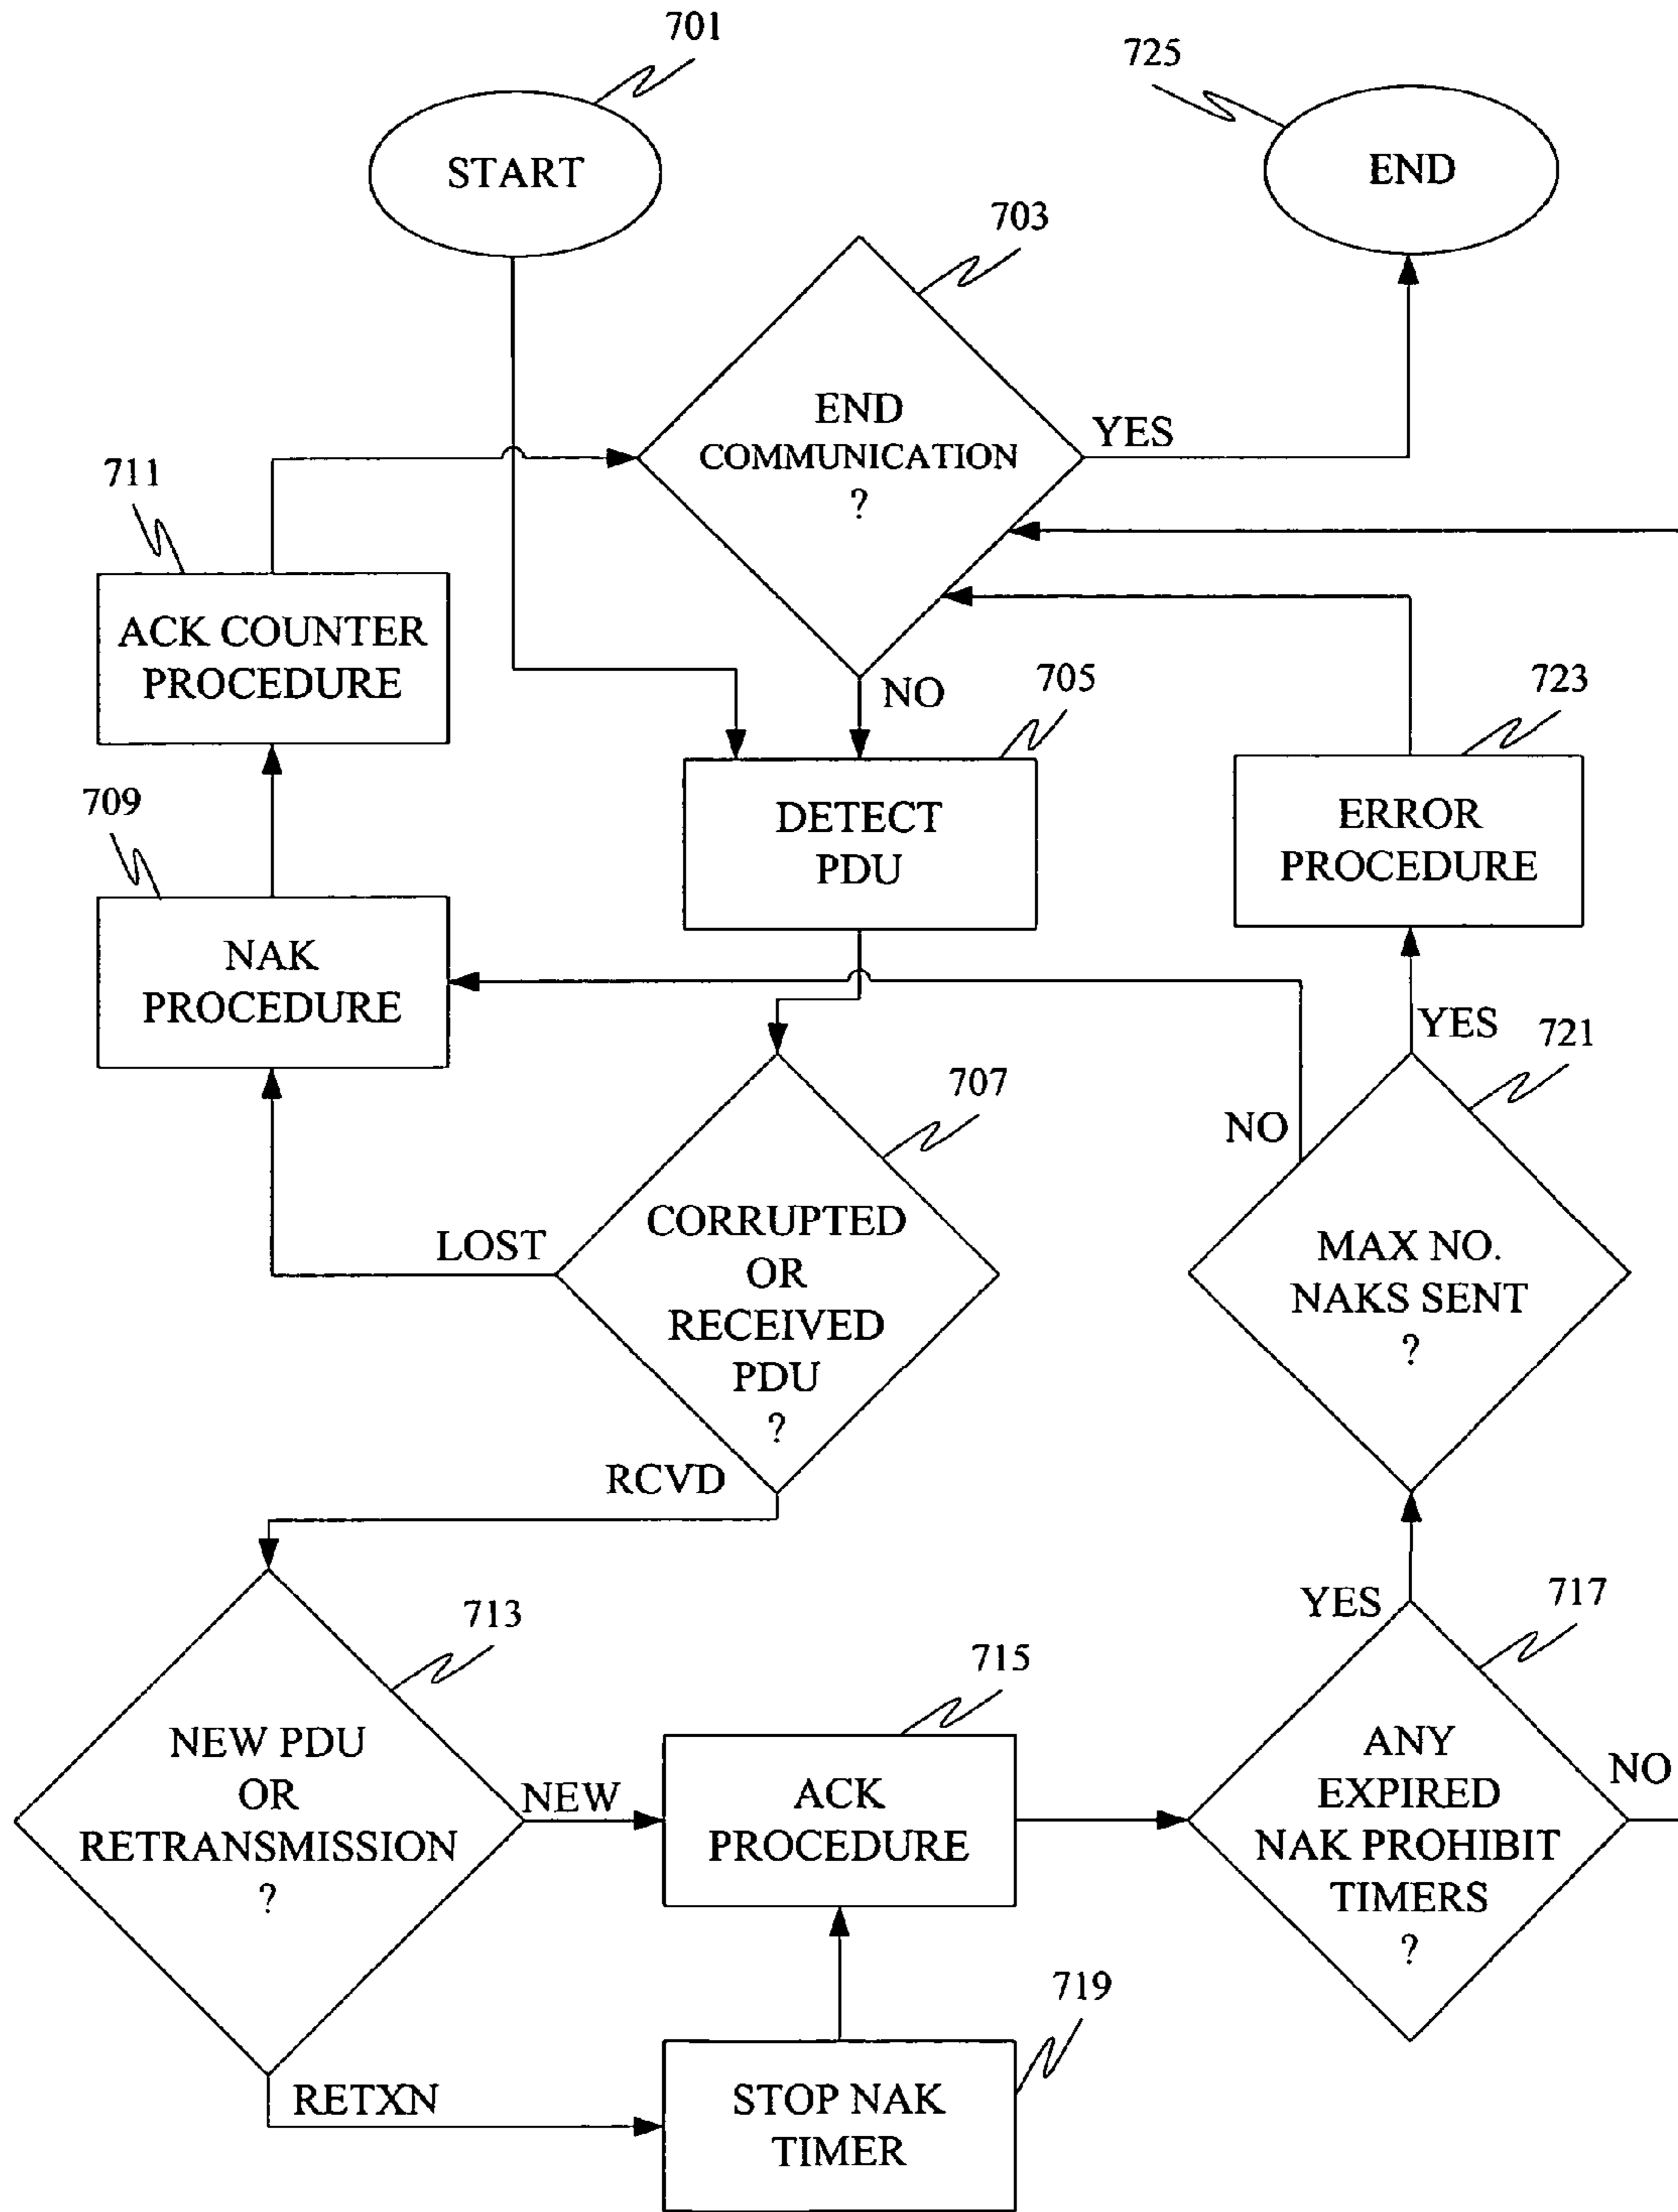 701
725
START
END
703
END
COMMUNICATION
?
YES
711
ACK COUNTER
PROCEDURE
NO
705
723
709
DETECT
PDU
ERROR
PROCEDURE
NAK
PROCEDURE
YES
721
707
NO
LOST
CORRUPTED
OR
RECEIVED
PDU
?
MAX NO.
NAKS SENT
?
RCVD
713
715
YES
717
NEW PDU
OR
RETRANSMISSION
?
NEW
ACK
PROCEDURE
ANY
EXPIRED
NAK PROHIBIT
TIMERS
?
NO
719
RETXN
STOP NAK
TIMER